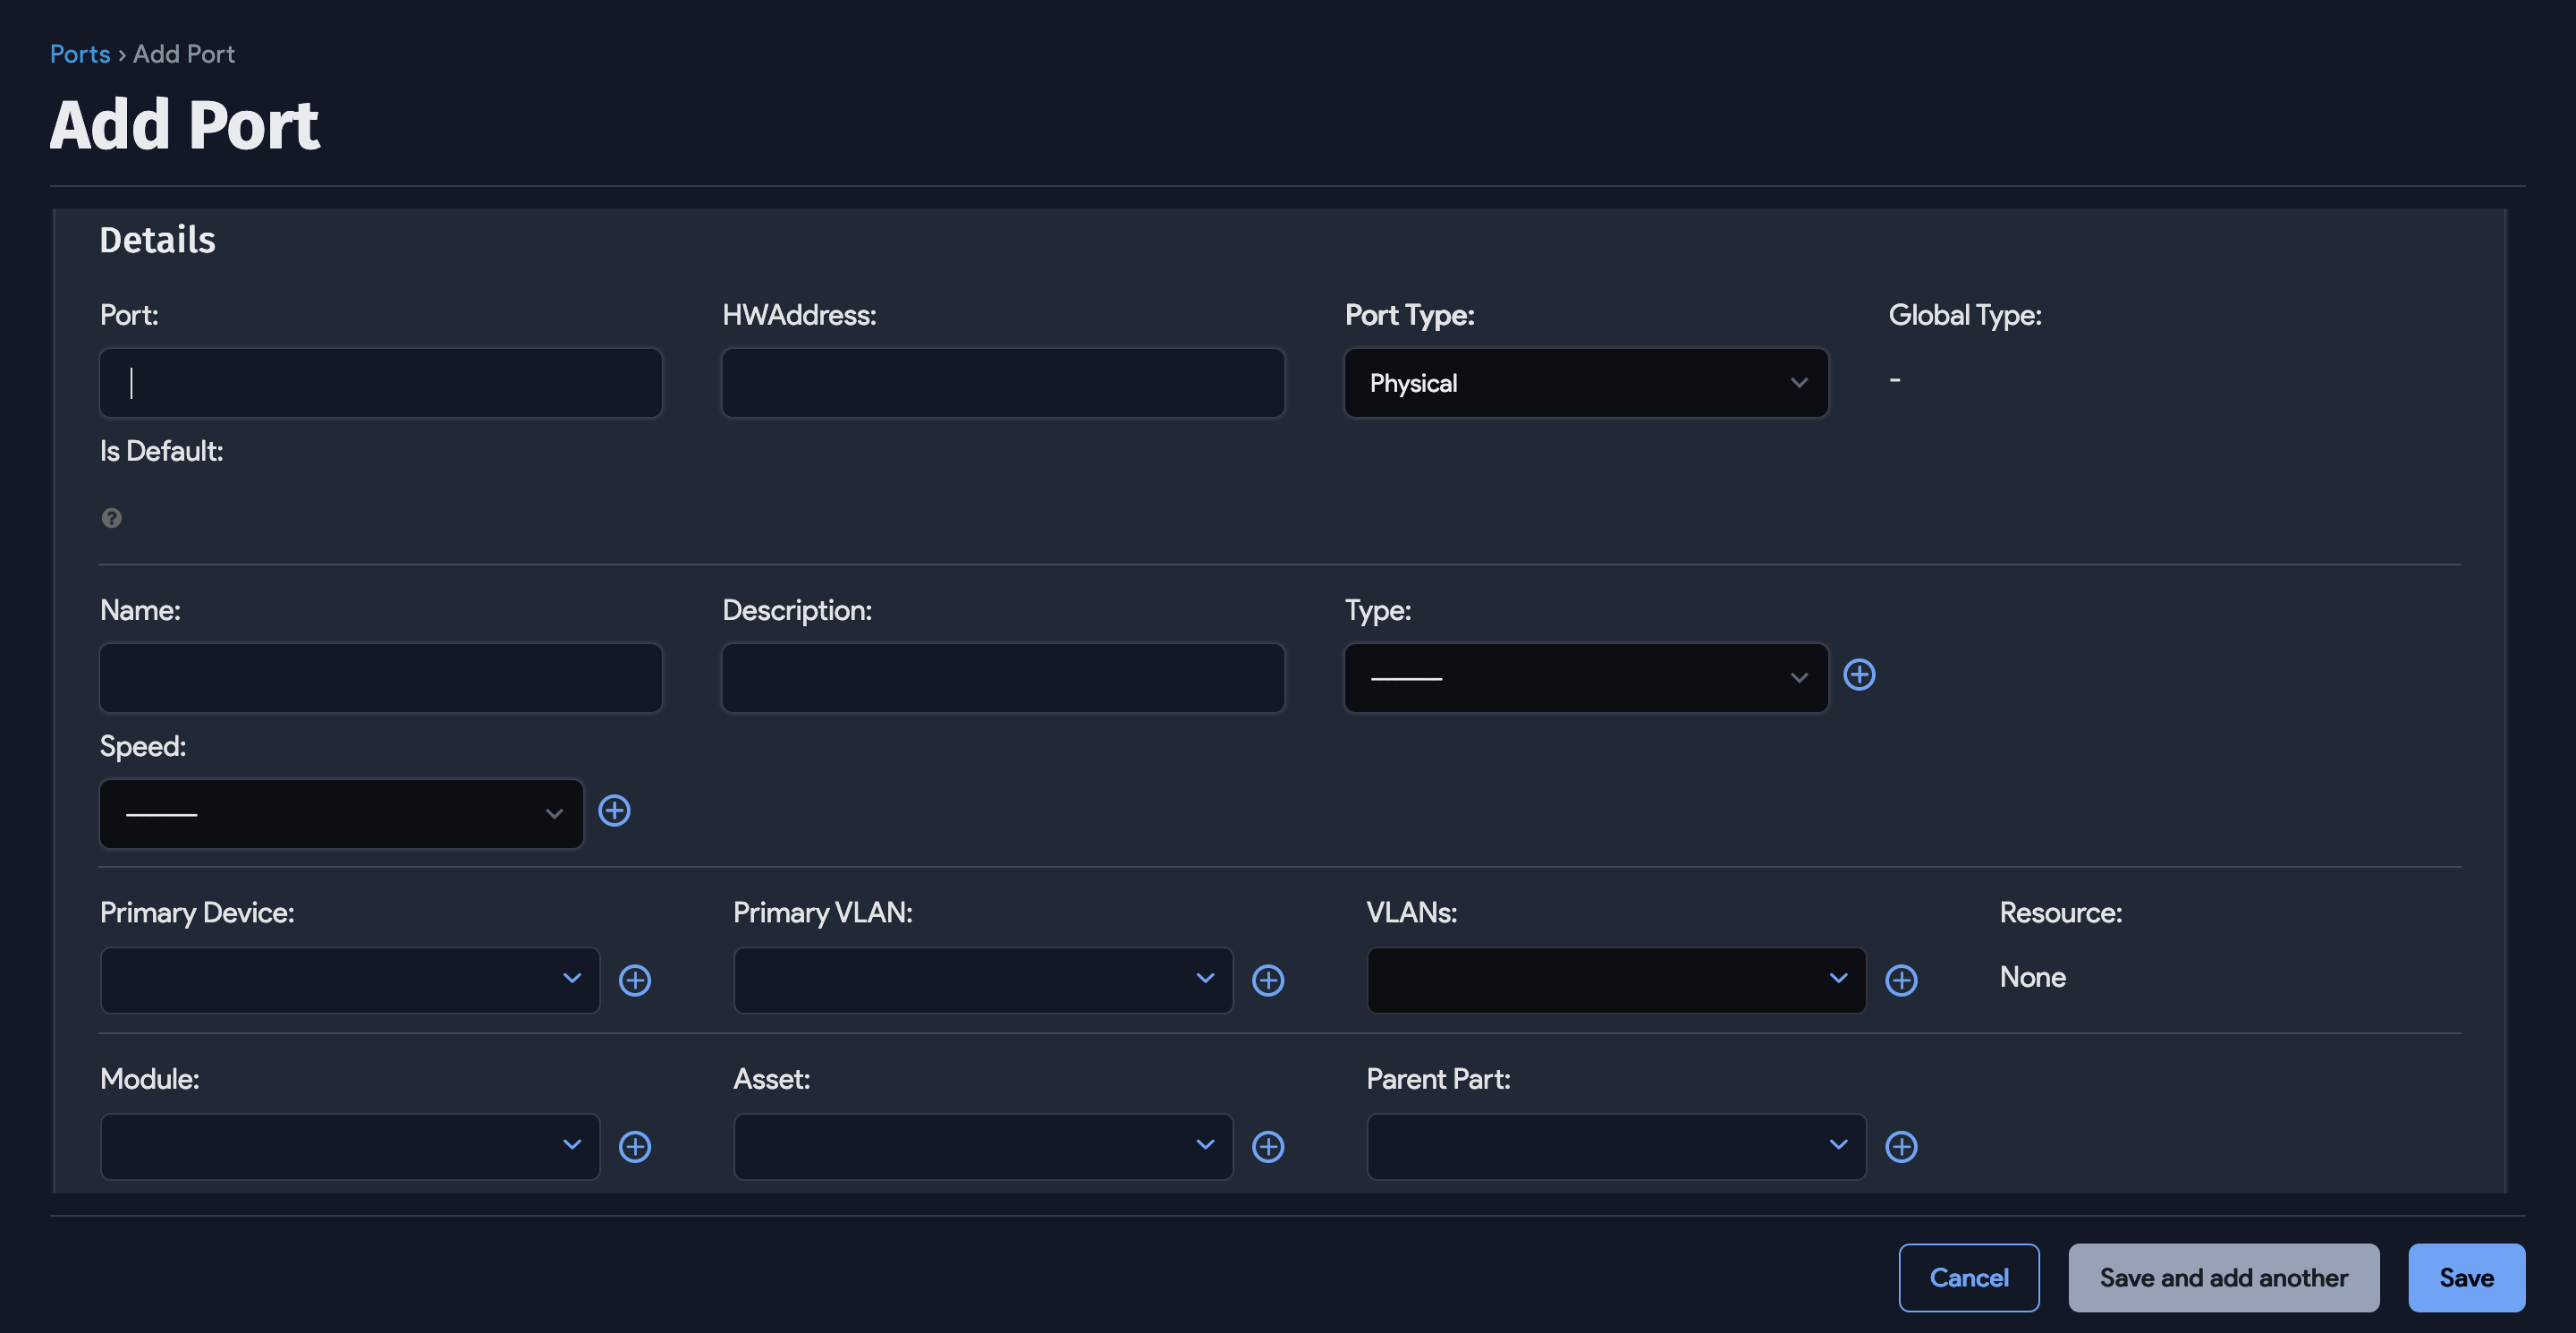 Ports › Add Port
Add Port
Details
Port: HWAddress: Port Type: Global Type:
Physical -
Is Default:
?
Name: Description: Type:
---------
Speed:
---------
Primary Device: Primary VLAN: VLANs: Resource:
None
Module: Asset: Parent Part:
Cancel Save and add another Save